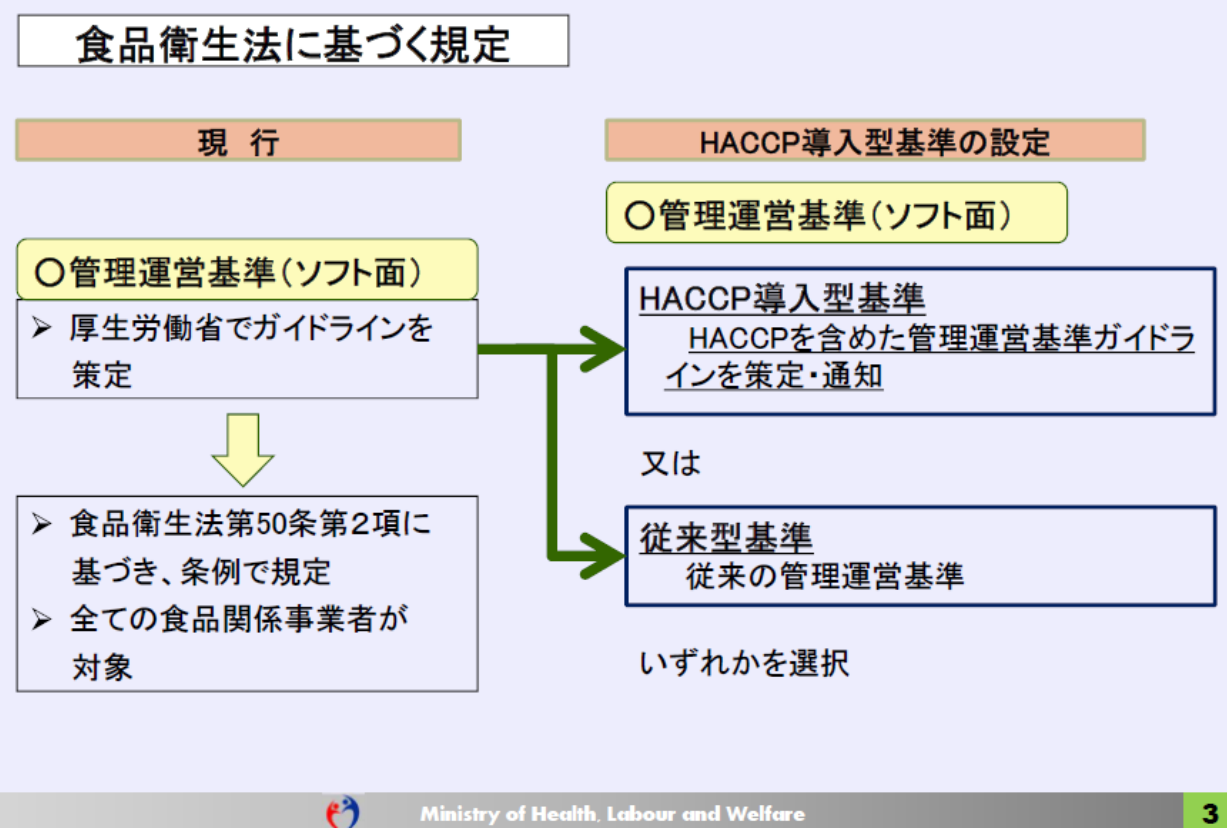 食品衛生法に基づく規定
現 行
○管理運営基準(ソフト面)
➢ 厚生労働省でガイドラインを
策定
➢ 食品衛生法第50条第２項に
基づき、条例で規定
➢ 全ての食品関係事業者が
対象
HACCP導入型基準の設定
○管理運営基準(ソフト面)
HACCP導入型基準
HACCPを含めた管理運営基準ガイドラ
インを策定・通知
又は
従来型基準
従来の管理運営基準
いずれかを選択
Ministry of Health, Labour and Welfare
3